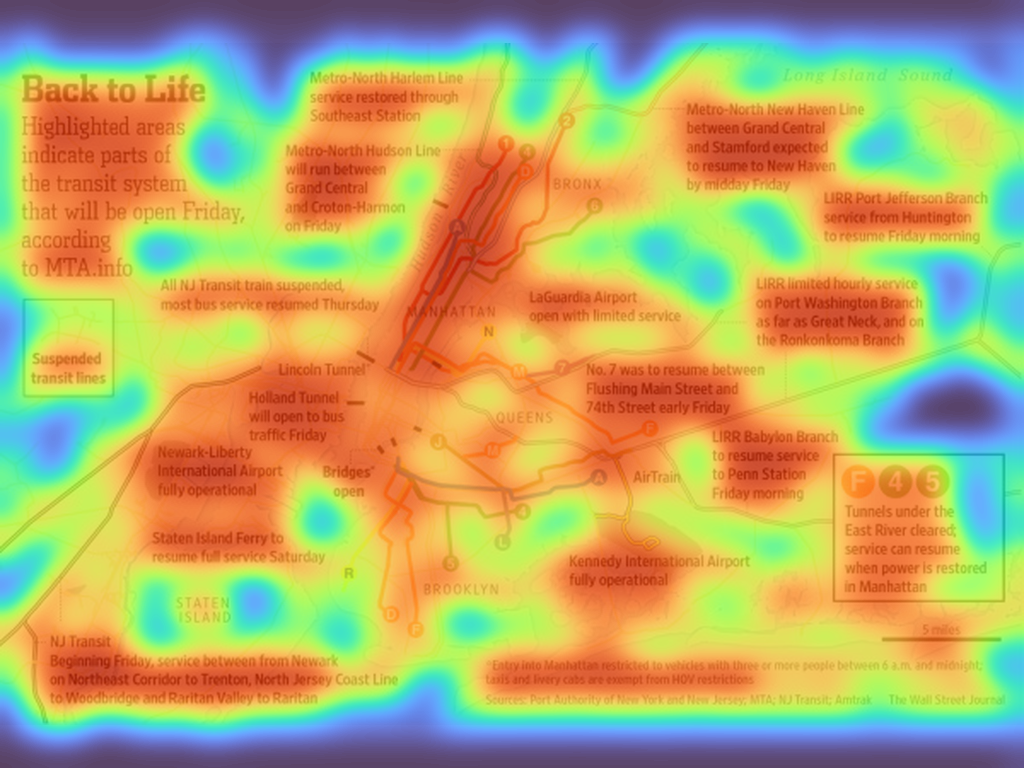 Back to Life
Highlighted areas
indicate parts of
the transit system
that will be open Friday,
according
to MTA.info
Suspended
transit lines
Metro-North Harlem Line
service restored through
Southeast Station
Metro-North Hudson Line
will run between
Grand Central
and Croton-Harmon
on Friday
All NJ Transit train suspended,
most bus service resumed Thursday
Long Island Sound
Metro-North New Haven Line
between Grand Central
and Stamford expected
to resume to New Haven
by midday Friday
LIRR Port Jefferson Branch
service from Huntington
to resume Friday morning
LIRR limited hourly service
on Port Washington Branch
as far as Great Neck, and on
the Ronkonkoma Branch
1
2
D
6
A
BRONX
MANHATTAN
LaGuardia Airport
open with limited service
N
M
7
No. 7 was to resume between
Flushing Main Street and
74th Street early Friday
Lincoln Tunnel*
Holland Tunnel
will open to bus
traffic Friday
QUEENS
E
J
M
A
Newark-Liberty
International Airport
fully operational
Bridges*
open
AirTrain
LIRR Babylon Branch
to resume service
to Penn Station
Friday morning
F 4 5
Tunnels under the
East River cleared;
service can resume
when power is restored
in Manhattan
Staten Island Ferry to
resume full service Saturday
L
S
R
BROOKLYN
Kennedy International Airport
fully operational
STATEN
ISLAND
D
F
5 miles
NJ Transit
Beginning Friday, service between from Newark
on Northeast Corridor to Trenton, North Jersey Coast Line
to Woodbridge and Raritan Valley to Raritan
*Entry into Manhattan restricted to vehicles with three or more people between 6 a.m. and midnight;
taxis and livery cabs are exempt from HOV restrictions
Sources: Port Authority of New York and New Jersey; MTA; NJ Transit; Amtrak
The Wall Street Journal